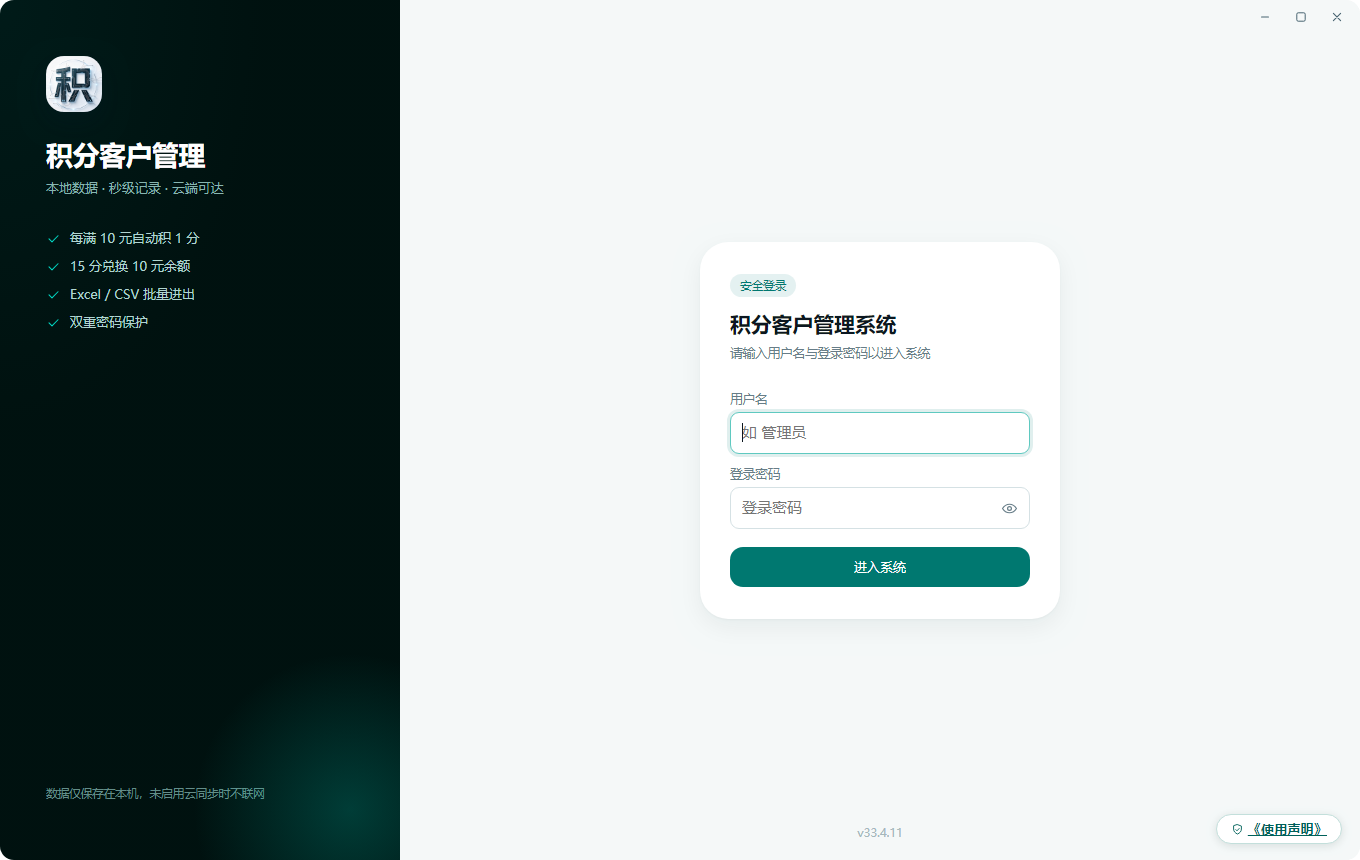 积
积分客户管理
本地数据 · 秒级记录 · 云端可达
每满 10 元自动积 1 分
15 分兑换 10 元余额
Excel / CSV 批量进出
双重密码保护
数据仅保存在本机，未启用云同步时不联网
安全登录
积分客户管理系统
请输入用户名与登录密码以进入系统
用户名
如 管理员
登录密码
登录密码
进入系统
v33.4.11
《使用声明》